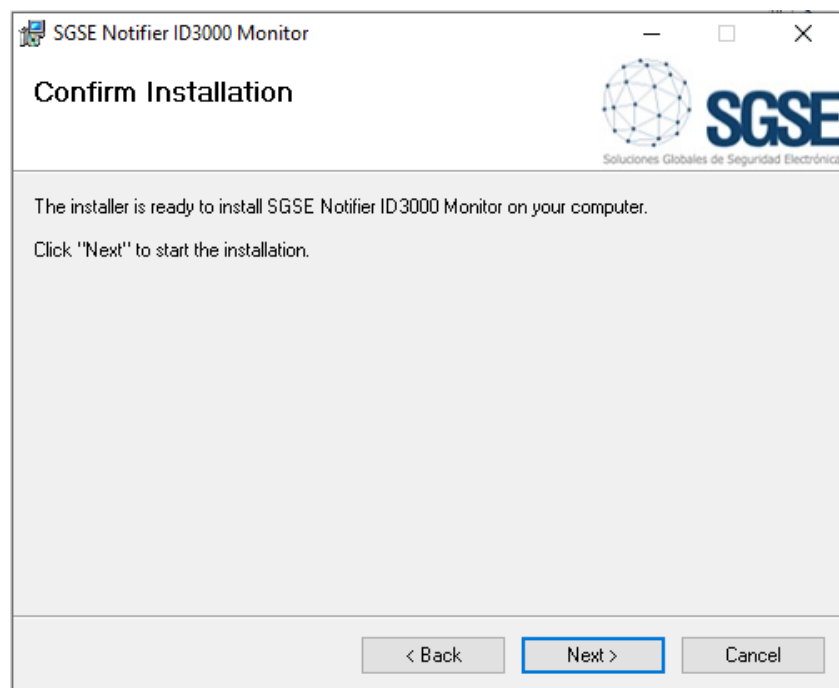 SGSE Notifier ID3000 Monitor
Confirm Installation
SGSE
Soluciones Globales de Seguridad Electrónica
The installer is ready to install SGSE Notifier ID3000 Monitor on your computer.
Click "Next" to start the installation.
< Back
Next >
Cancel